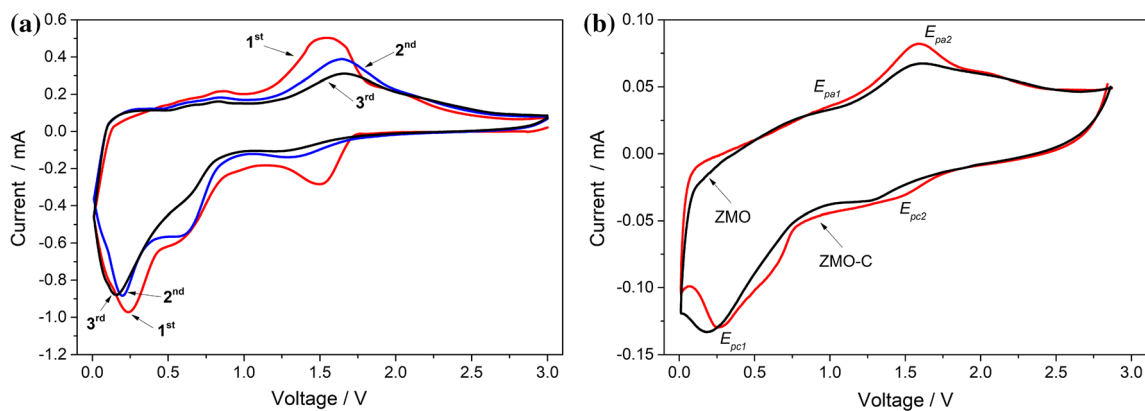 (a)
0.6
0.4
0.2
0.0
-0.2
-0.4
-0.6
-0.8
-1.0
-1.2
Current / mA
1st
2nd
3rd
3rd
2nd
1st
0.0 0.5 1.0 1.5 2.0 2.5 3.0
Voltage / V
(b)
0.10
0.05
0.00
-0.05
-0.10
-0.15
Current / mA
Epa2
Epa1
ZMO
Epc2
ZMO-C
Epc1
0.0 0.5 1.0 1.5 2.0 2.5 3.0
Voltage / V